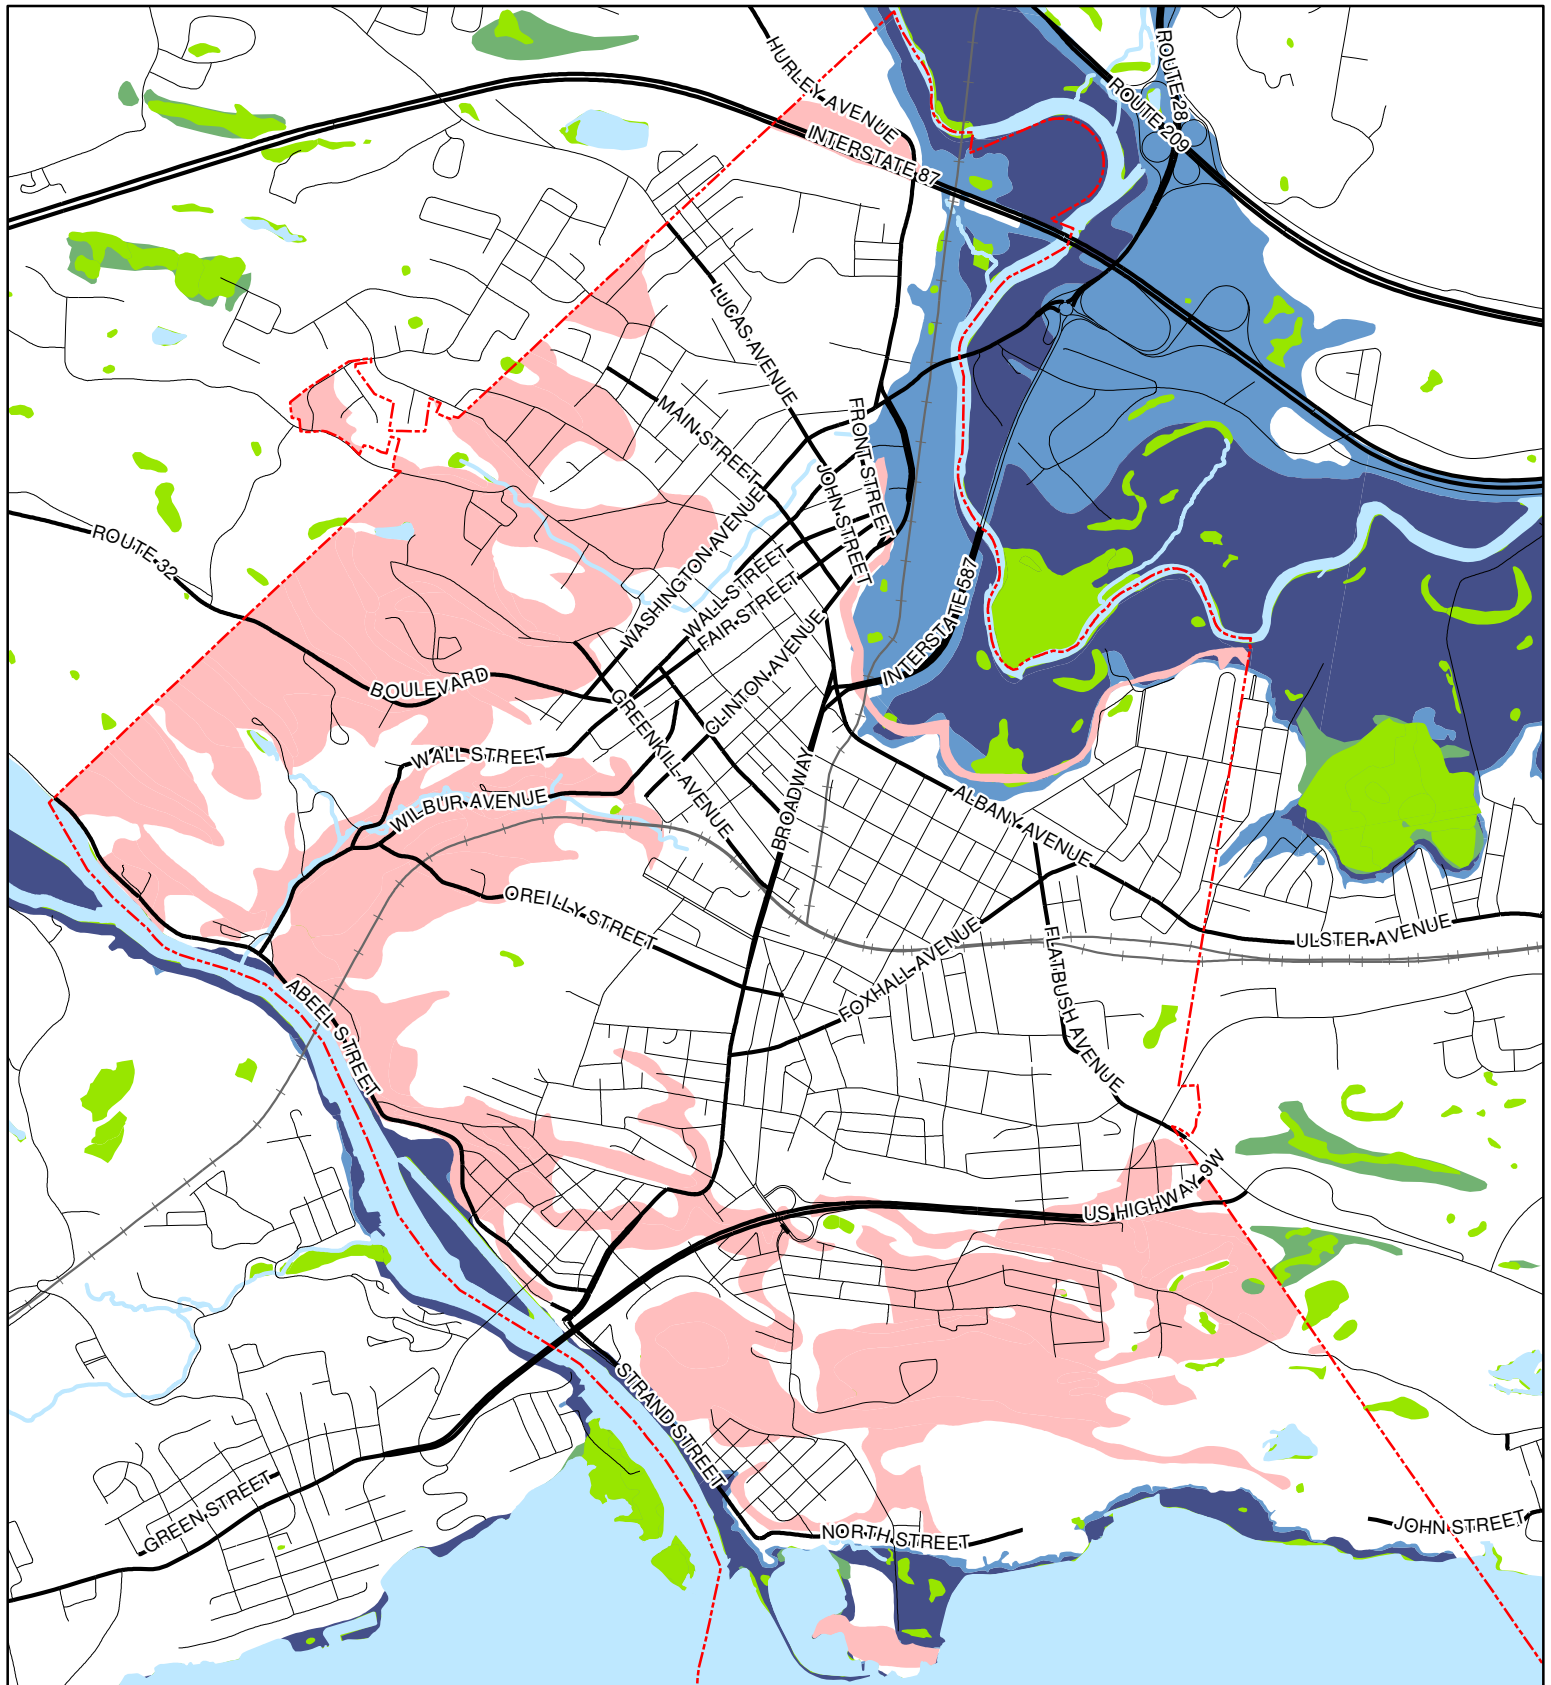 HURLEY AVENUE
ROUTE 28
ROUTE 209
INTERSTATE 87
LUCAS AVENUE
MAIN STREET
FRONT STREET
JOHN STREET
WASHINGTON AVENUE
WALL STREET
FAIR STREET
ROUTE 32
INTERSTATE 587
CLINTON AVENUE
BOULEVARD
GREENKILL AVENUE
WALL STREET
WILBUR AVENUE
BROADWAY
ALBANY AVENUE
OREILLY STREET
FOXHALL AVENUE
FLATBUSH AVENUE
ULSTER AVENUE
ABEEL STREET
US HIGHWAY 9W
STRAND STREET
GREEN STREET
NORTH STREET
JOHN STREET